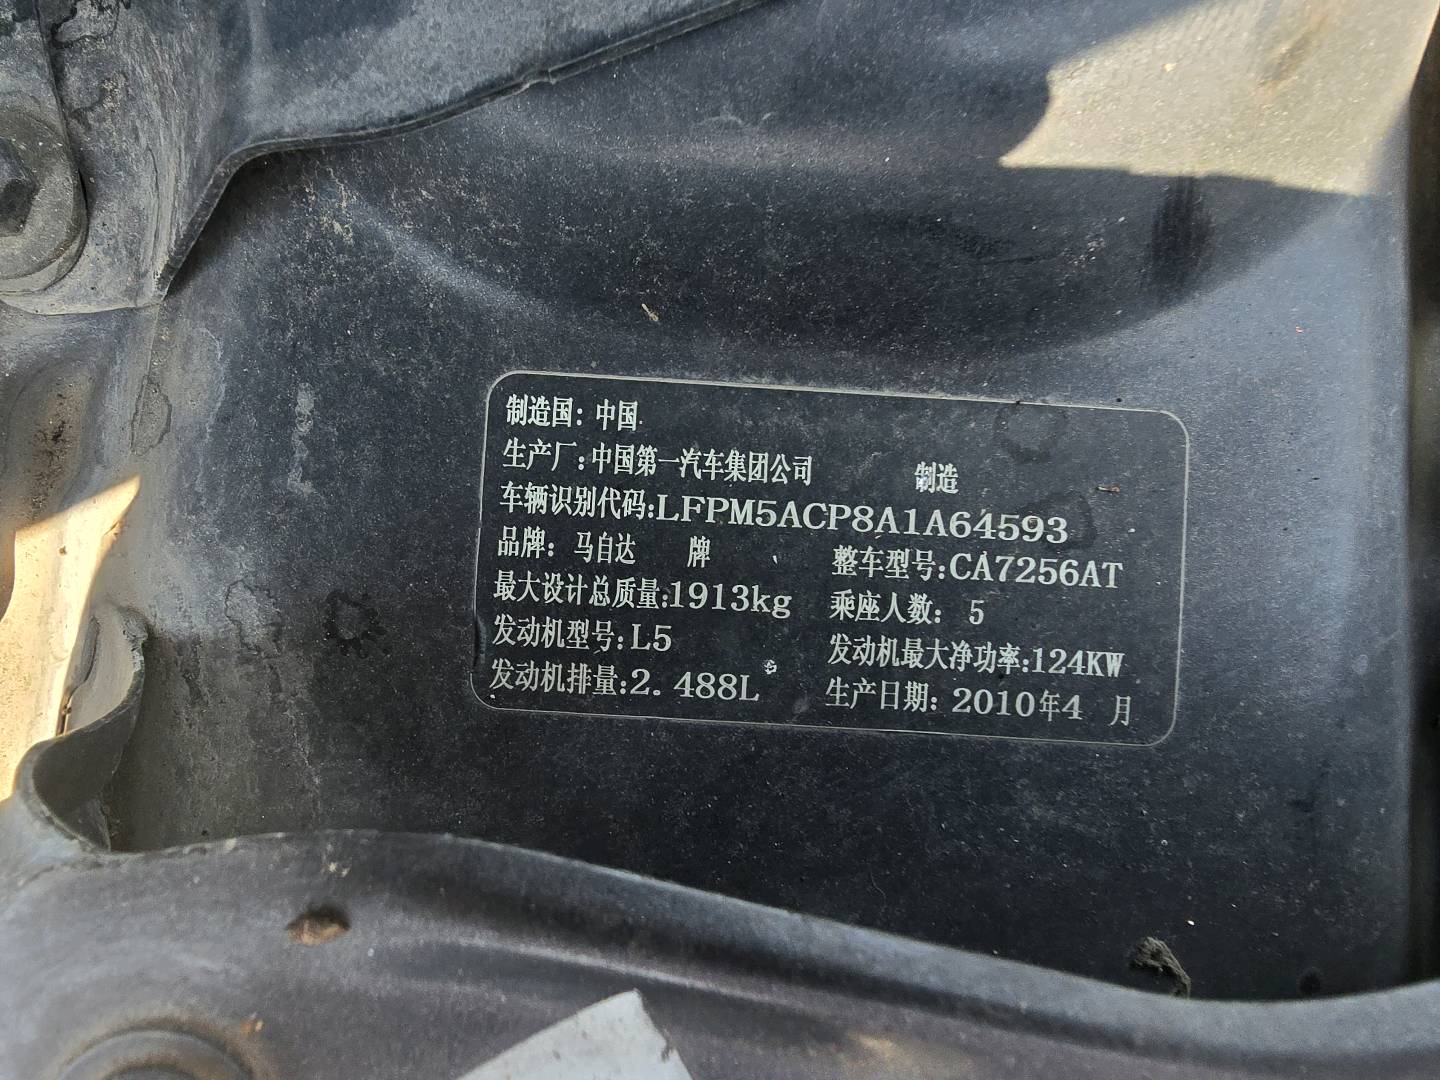 制造国：中国
生产厂：中国第一汽车集团公司 制造
车辆识别代码：LFPM5ACP8A1A64593
品牌：马自达 牌 整车型号：CA7256AT
最大设计总质量：1913kg 乘座人数：5
发动机型号：L5 发动机最大净功率：124KW
发动机排量：2.488L 生产日期：2010年4 月